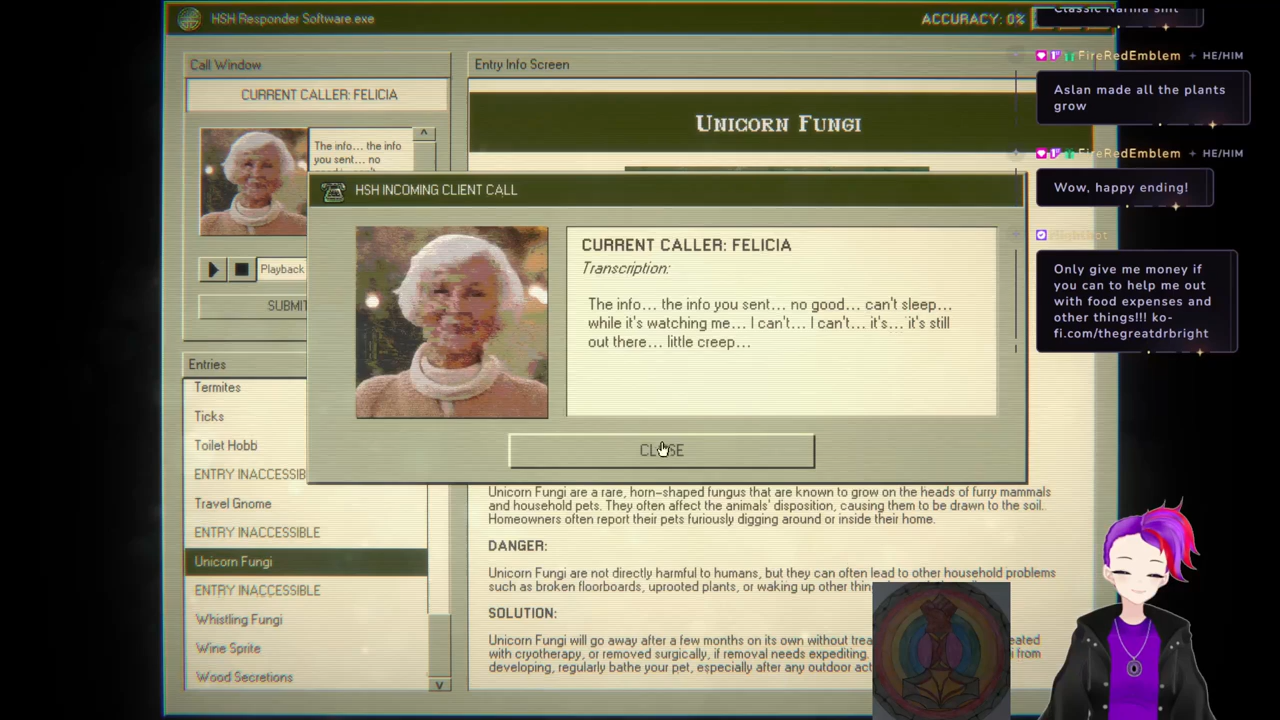 HSH Responder Software.exe
ACCURACY: 0%
Call Window
CURRENT CALLER: FELICIA
The info... the info
you sent... no
Playback
SUBMIT
Entries
Termites
Ticks
Toilet Hobb
ENTRY INACCESSIB
Travel Gnome
ENTRY INACCESSIBLE
Unicorn Fungi
ENTRY INACCESSIBLE
Whistling Fungi
Wine Sprite
Wood Secretions
Entry Info Screen
UNICORN FUNGI
HSH INCOMING CLIENT CALL
CURRENT CALLER: FELICIA
Transcription:
The info... the info you sent... no good... can't sleep...
while it's watching me... I can't... I can't... it's... it's still
out there... little creep...
CLOSE
Unicorn Fungi are a rare, horn-shaped fungus that are known to grow on the heads of furry mammals
and household pets. They often affect the animals' disposition, causing them to be drawn to the soil.
Homeowners often report their pets furiously digging around or inside their home.
DANGER:
Unicorn Fungi are not directly harmful to humans, but they can often lead to other household problems
such as broken floorboards, uprooted plants, or waking up other thin
SOLUTION:
Unicorn Fungi will go away after a few months on its own without trea
eated
with cryotherapy, or removed surgically, if removal needs expediting.
i from
developing, regularly bathe your pet, especially after any outdoor act
Classic Narnia shit
FireRedEmblem + HE/HIM
Aslan made all the plants
grow
FireRedEmblem + HE/HIM
Wow, happy ending!
Only give me money if
you can to help me out
with food expenses and
other things!!! ko-
fi.com/thegreatdrbright